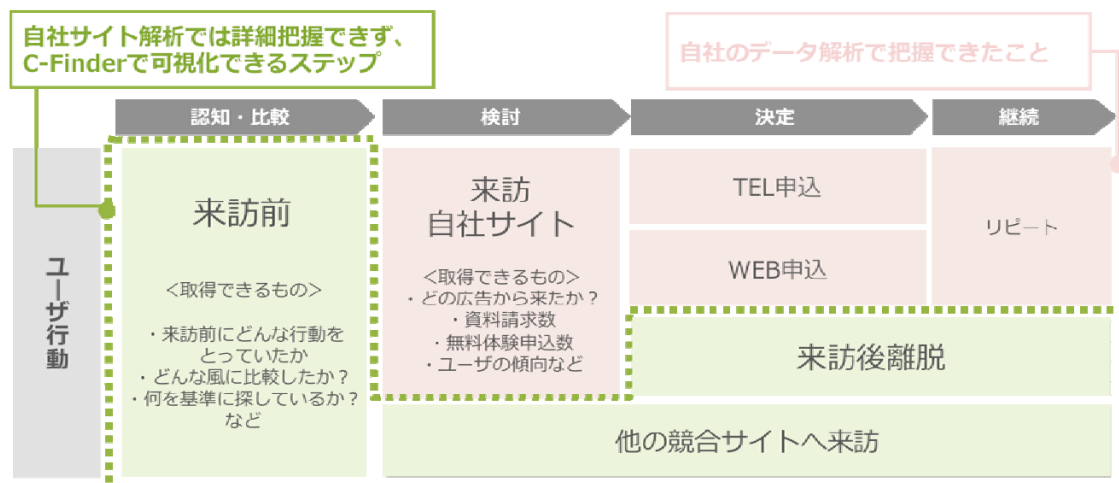 自社サイト解析では詳細把握できず、
C-Finderで可視化できるステップ
自社のデータ解析で把握できたこと
認知・比較
検討
決定
継続
ユーザ行動
来訪前
<取得できるもの>
・来訪前にどんな行動を
とっていたか
・どんな風に比較したか?
・何を基準に探しているか?
など
来訪
自社サイト
<取得できるもの>
・どの広告から来たか?
・資料請求数
・無料体験申込数
・ユーザの傾向など
TEL申込
WEB申込
リピート
来訪後離脱
他の競合サイトへ来訪